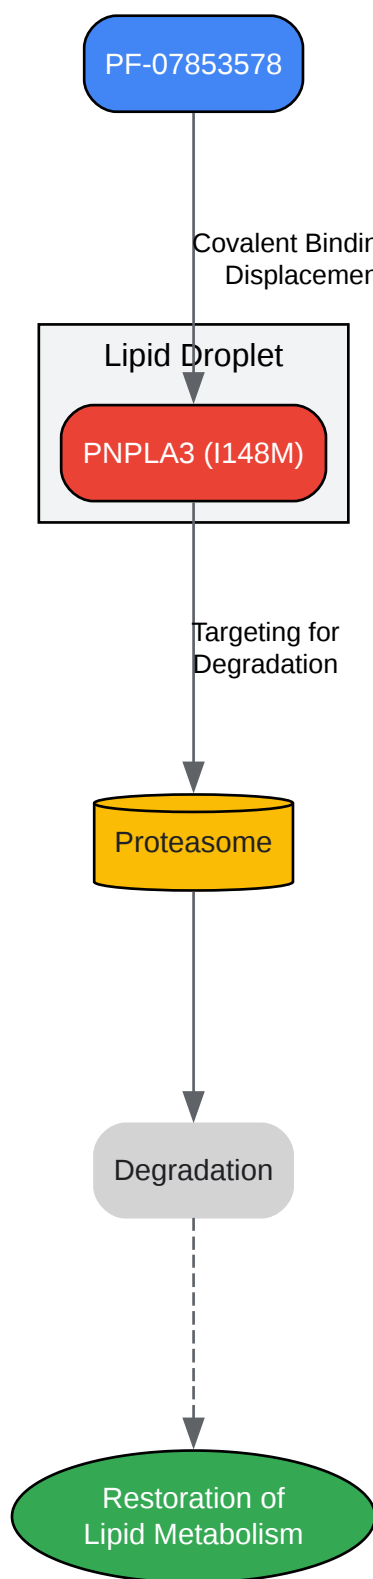 PF-07853578
Covalent Bindin
Displacemen
Lipid Droplet
PNPLA3 (I148M)
Targeting for
Degradation
Proteasome
Degradation
Restoration of
Lipid Metabolism